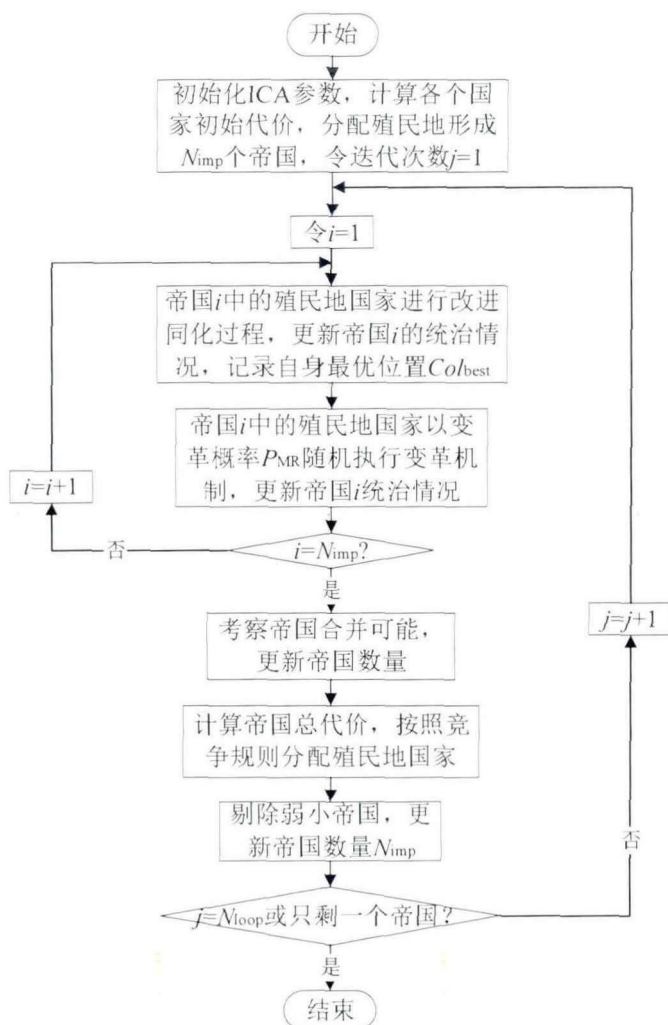 开始
初始化ICA参数，计算各个国
家初始代价，分配殖民地形成
Nimp个帝国，令迭代次数j=1
令i=1
帝国i中的殖民地国家进行改进
同化过程，更新帝国i的统治情
况，记录自身最优位置Colbest
帝国i中的殖民地国家以变
革概率PMR随机执行变革机
制，更新帝国i统治情况
i=i+1
否
i=Nimp?
是
考察帝国合并可能，
更新帝国数量
j=j+1
计算帝国总代价，按照竞
争规则分配殖民地国家
剔除弱小帝国，更
新帝国数量Nimp
否
j=Nloop或只剩一个帝国？
是
结束